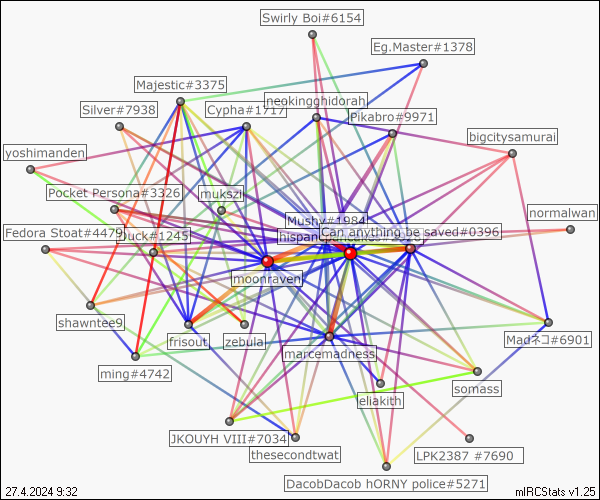 Swirly Boi#6154
Eg.Master#1378
Majestic#3375
neokingghidorah
Silver#7938
Cypha#1717
Pikabro#9971
bigcitysamurai
yoshimanden
Pocket Persona#3326
mukszi
normalwan
Mushy#1984
Fedora Stoat#4479
Duck#1245
Can anything be saved#0396
moonraven
shawntee9
frisout
zebula
marcemadness
Madネコ#6901
ming#4742
somass
eliakith
JKOUYH VIII#7034
thesecondtwat
LPK2387 #7690
DacobDacob hORNY police#5271
27.4.2024 9:32
mIRCStats v1.25